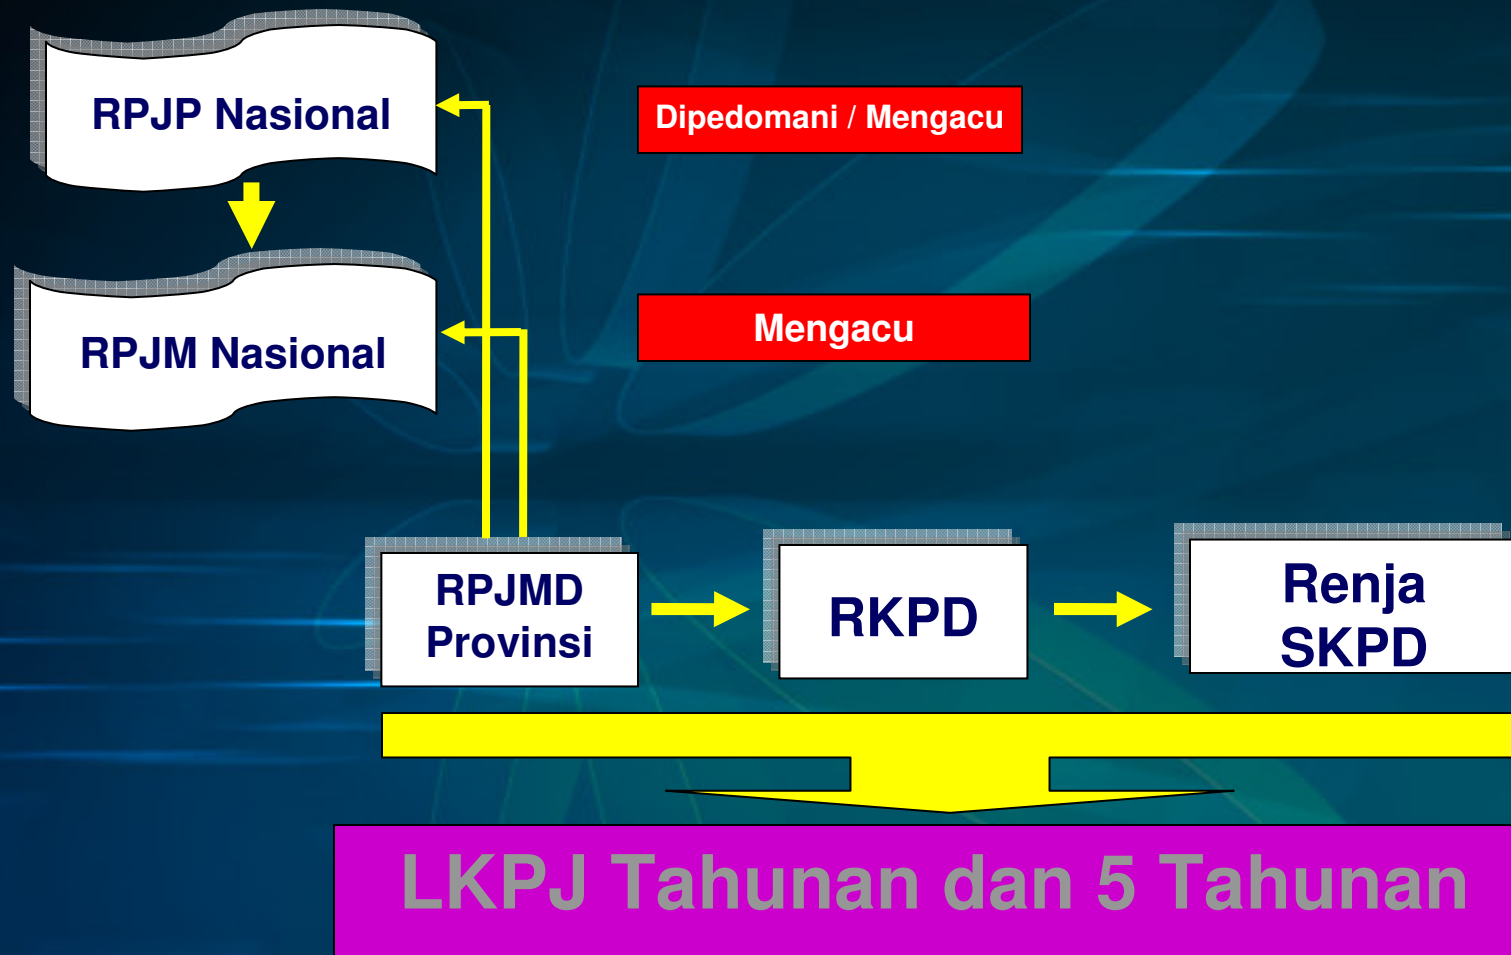 RPJP Nasional
Dipedomani / Mengacu
RPJM Nasional
Mengacu
RPJMD
Provinsi
RKPD
Renja
SKPD
LKPJ Tahunan dan 5 Tahunan